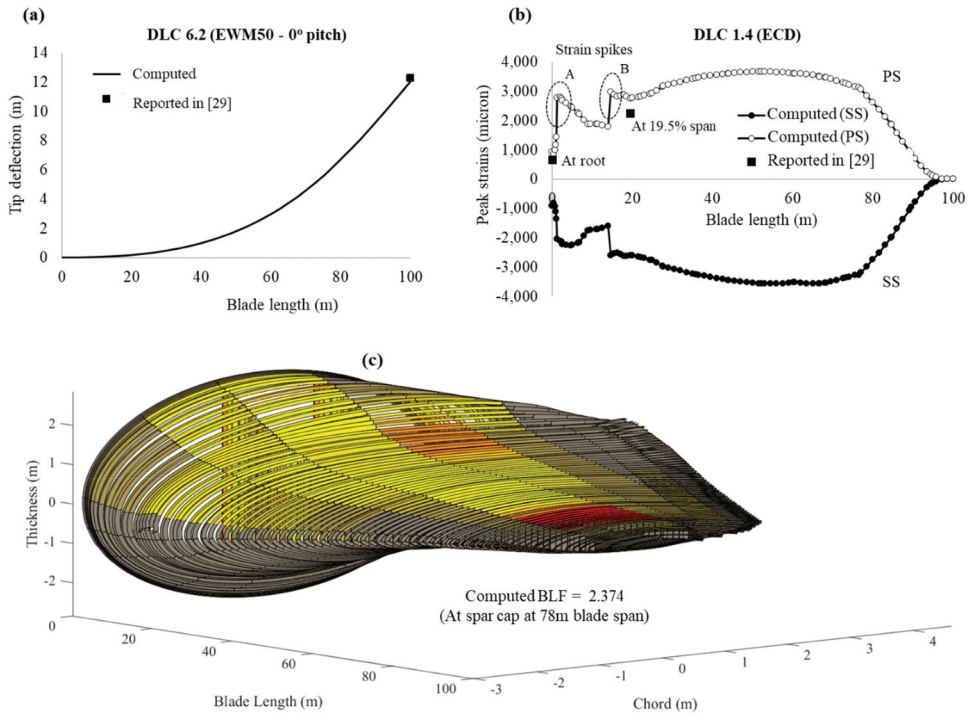 (a)
DLC 6.2 (EWM50 - 0° pitch)
14
12
10
8
6
4
2
0
Tip deflection (m)
Computed
Reported in [29]
0 20 40 60 80 100
Blade length (m)
(b)
DLC 1.4 (ECD)
Strain spikes
A
B
PS
4,000
3,000
2,000
1,000
0
-1,000
-2,000
-3,000
-4,000
Peak strains (micron)
At 19.5% span
At root
Computed (SS)
Computed (PS)
Reported in [29]
0 20 40 60 80 100
Blade length (m)
SS
(c)
2
1
0
-1
-2
Thickness (m)
Computed BLF = 2.374
(At spar cap at 78m blade span)
0
20
40
60
80
100
Blade Length (m)
-3
-2
-1
0
1
2
3
4
Chord (m)